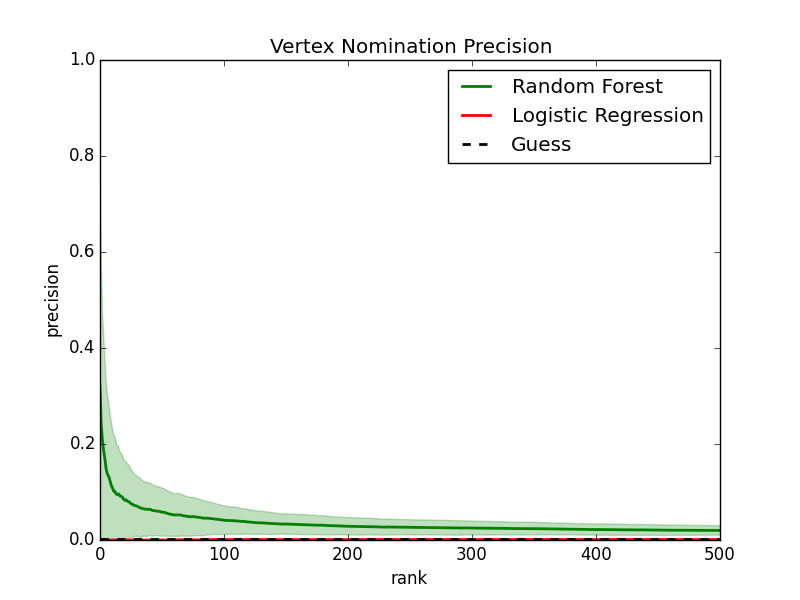 Vertex Nomination Precision
1.0
0.8
0.6
0.4
0.2
0.0
precision
Random Forest
Logistic Regression
Guess
0 100 200 300 400 500
rank